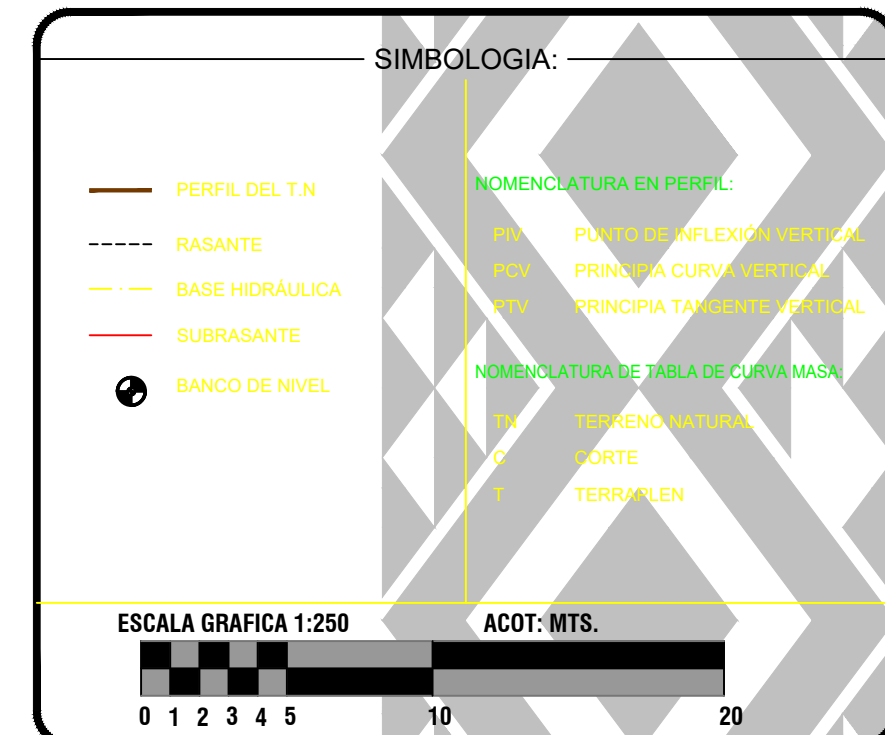 SIMBOLOGIA:
PERFIL DEL T.N
RASANTE
BASE HIDRÁULICA
SUBRASANTE
BANCO DE NIVEL
NOMENCLATURA EN PERFIL:
PIV PUNTO DE INFLEXIÓN VERTICAL
PCV PRINCIPIA CURVA VERTICAL
PTV PRINCIPIA TANGENTE VERTICAL
NOMENCLATURA DE TABLA DE CURVA MASA:
TN TERRENO NATURAL
C CORTE
T TERRAPLEN
ESCALA GRAFICA 1:250 ACOT: MTS.
0 1 2 3 4 5 10 20